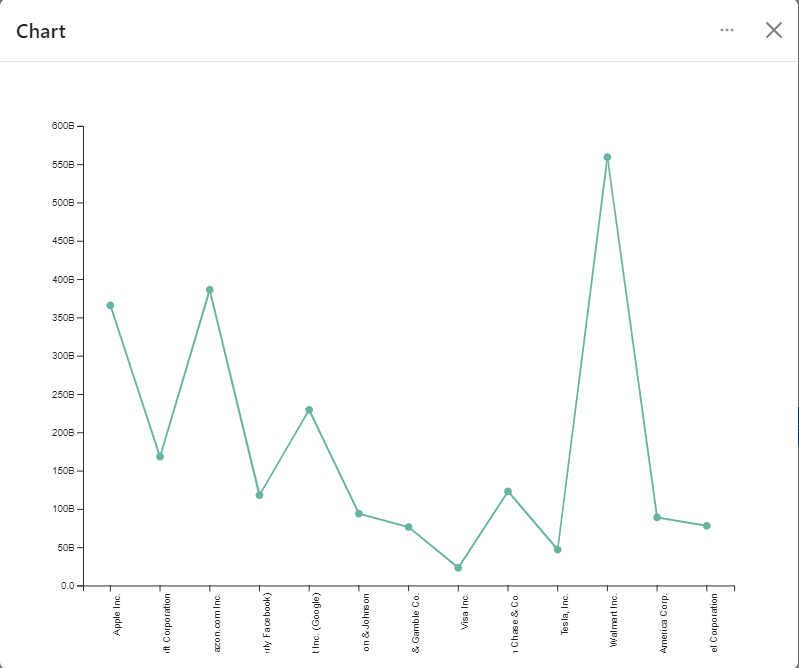 Chart
600B
550B
500B
450B
400B
350B
300B
250B
200B
150B
100B
50B
0.0
Apple Inc.
ft Corporation
azon.com Inc.
rly Facebook)
t Inc. (Google)
on & Johnson
& Gamble Co.
Visa Inc.
n Chase & Co.
Tesla, Inc.
Walmart Inc.
America Corp.
el Corporation